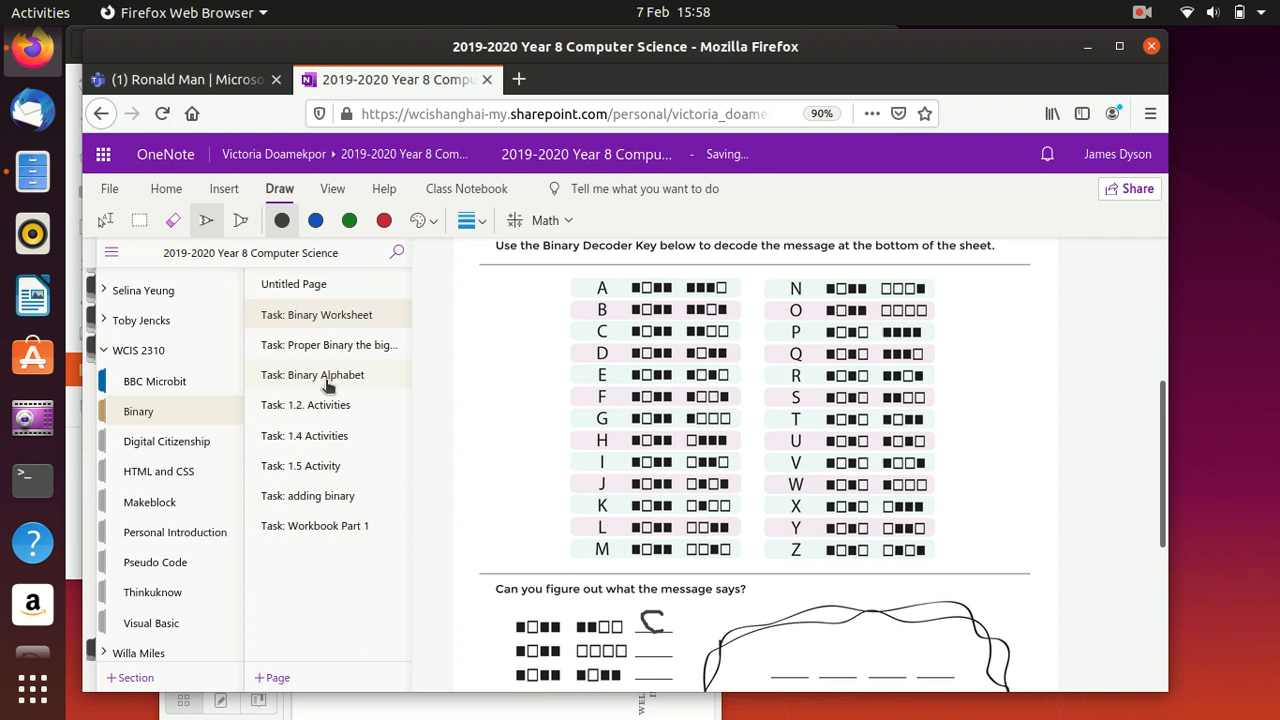 Activities Firefox Web Browser 7 Feb 15:58
2019-2020 Year 8 Computer Science - Mozilla Firefox
(1) Ronald Man | Microso 2019-2020 Year 8 Compu
https://wcishanghai-my.sharepoint.com/personal/victoria_doame 90%
OneNote Victoria Doamekpor › 2019-2020 Year 8 Com... 2019-2020 Year 8 Compu... - Saving... James Dyson
File Home Insert Draw View Help Class Notebook Tell me what you want to do Share
Math
2019-2020 Year 8 Computer Science
Selina Yeung
Toby Jencks
WCIS 2310
BBC Microbit
Binary
Digital Citizenship
HTML and CSS
Makeblock
Personal Introduction
Pseudo Code
Thinkuknow
Visual Basic
Willa Miles
+ Section
Untitled Page
Task: Binary Worksheet
Task: Proper Binary the big...
Task: Binary Alphabet
Task: 1.2. Activities
Task: 1.4 Activities
Task: 1.5 Activity
Task: adding binary
Task: Workbook Part 1
+ Page
Use the Binary Decoder Key below to decode the message at the bottom of the sheet.
A N
B O
C P
D Q
E R
F S
G T
H U
I V
J W
K X
L Y
M Z
Can you figure out what the message says?
C